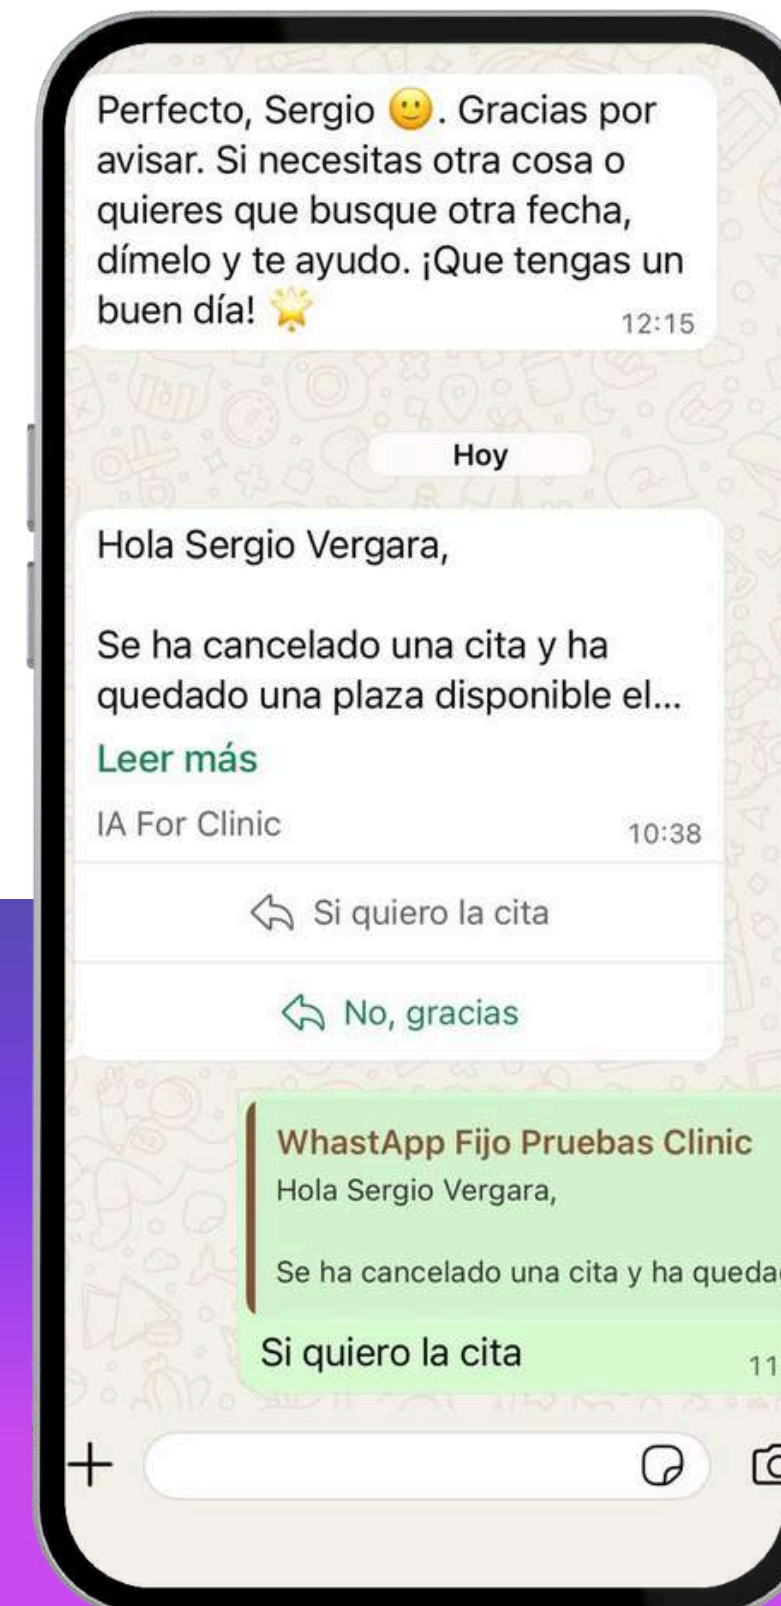 Perfecto, Sergio 🙂. Gracias por
avisar. Si necesitas otra cosa o
quieres que busque otra fecha,
dímelo y te ayudo. ¡Que tengas un
buen día! 🌟
12:15
Hoy
Hola Sergio Vergara,
Se ha cancelado una cita y ha
quedado una plaza disponible el...
Leer más
IA For Clinic
10:38
Si quiero la cita
No, gracias
WhastApp Fijo Pruebas Clinic
Hola Sergio Vergara,
Se ha cancelado una cita y ha
Si quiero la cita